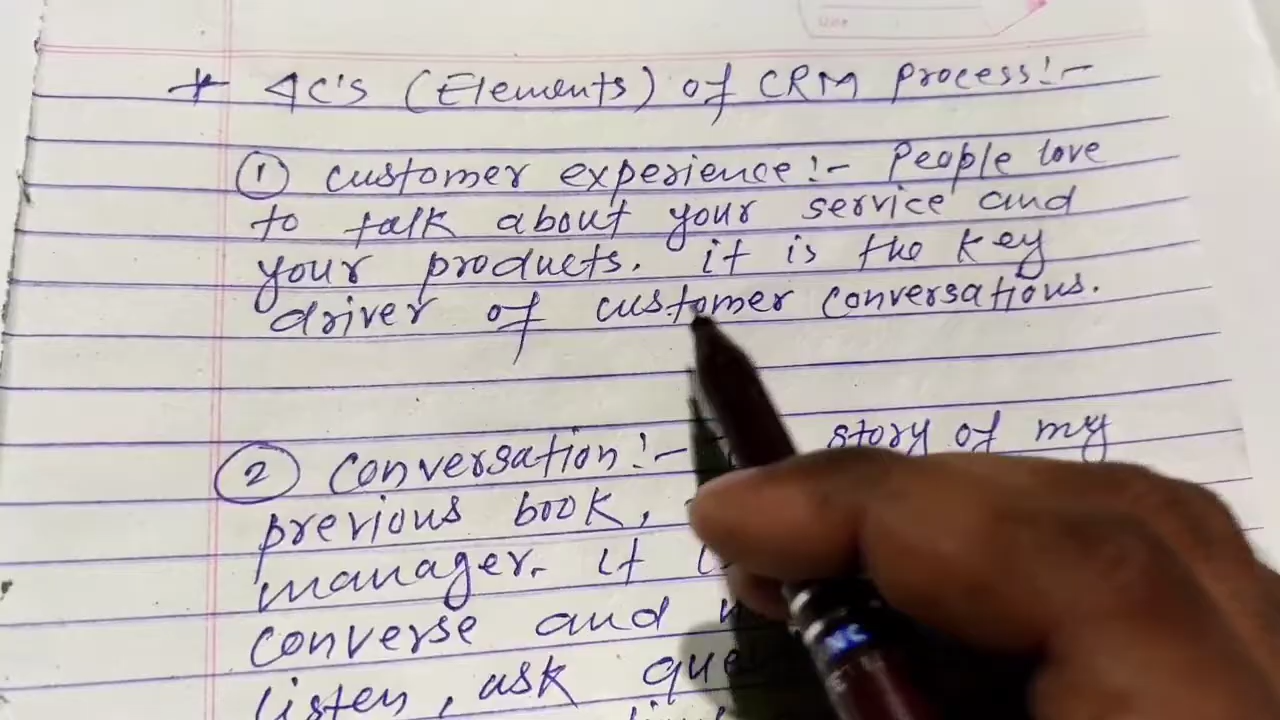 * 4C's (Elements) of CRM Process:-
① customer experience:- People love
to talk about your service and
your products. it is the key
driver of customer conversations.
② Conversation:- story of my
previous book,
manager. it
converse and
listen, ask
NC